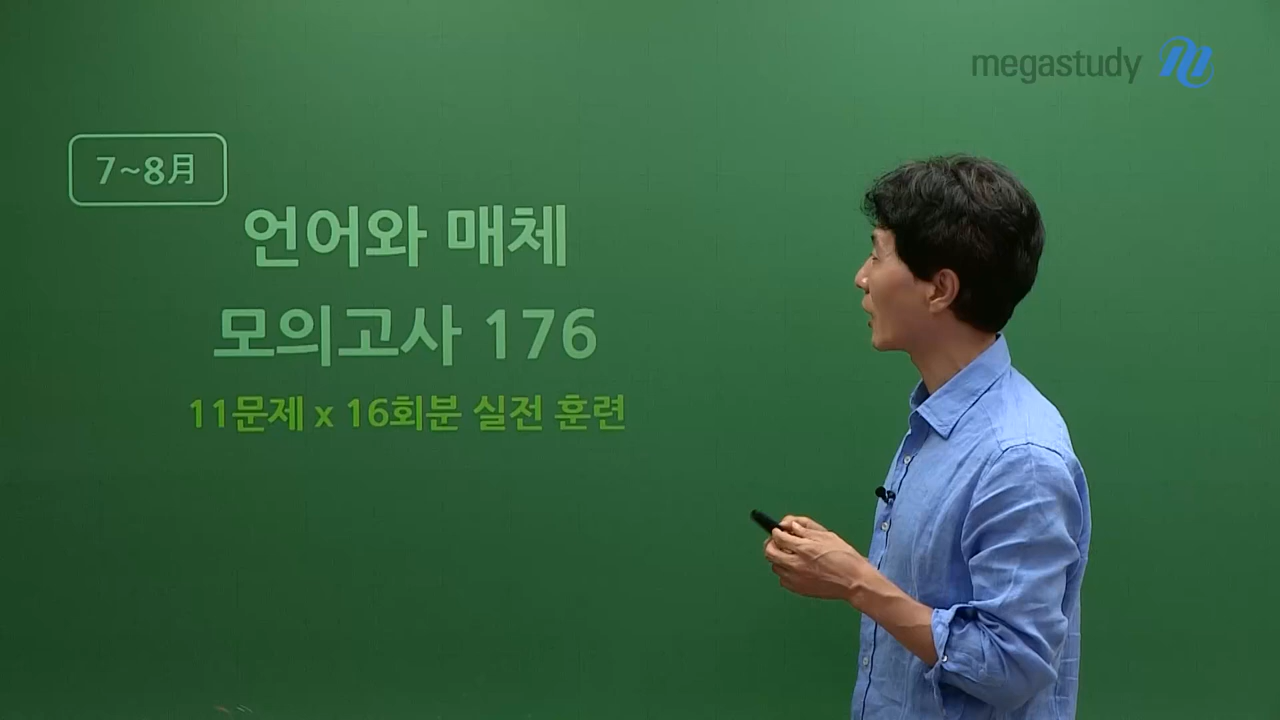 megastudy
7~8月
언어와 매체
모의고사 176
11문제 x 16회분 실전 훈련